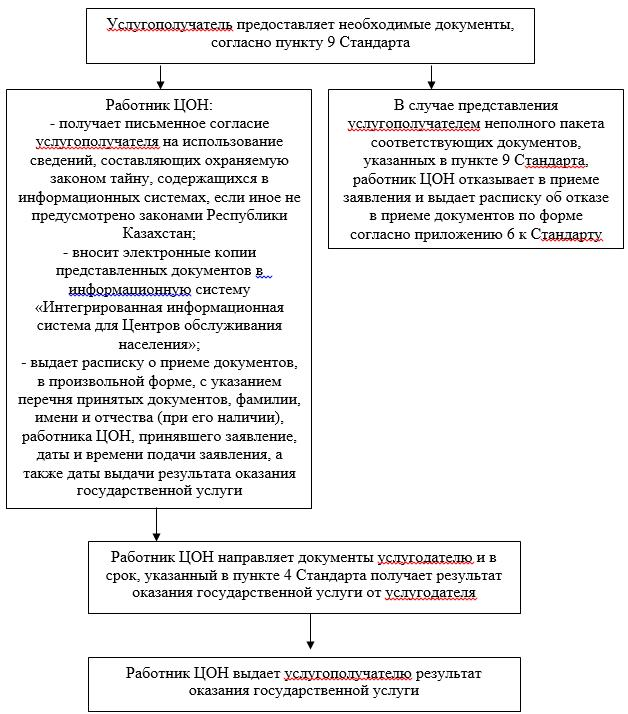 Услугополучатель предоставляет необходимые документы,
согласно пункту 9 Стандарта
Работник ЦОН:
- получает письменное согласие
услугополучателя на использование
сведений, составляющих охраняемую
законом тайну, содержащихся в
информационных системах, если иное не
предусмотрено законами Республики
Казахстан;
- вносит электронные копии
представленных документов в
информационную систему
«Интегрированная информационная
система для Центров обслуживания
населения»;
- выдает расписку о приеме документов,
в произвольной форме, с указанием
перечня принятых документов, фамилии,
имени и отчества (при его наличии),
работника ЦОН, принявшего заявление,
даты и времени подачи заявления, а
также даты выдачи результата оказания
государственной услуги
В случае представления
услугополучателем неполного пакета
соответствующих документов,
указанных в пункте 9 Стандарта,
работник ЦОН отказывает в приеме
заявления и выдает расписку об отказе
в приеме документов по форме
согласно приложению 6 к Стандарту
Работник ЦОН направляет документы услугодателю и в
срок, указанный в пункте 4 Стандарта получает результат
оказания государственной услуги от услугодателя
Работник ЦОН выдает услугополучателю результат
оказания государственной услуги